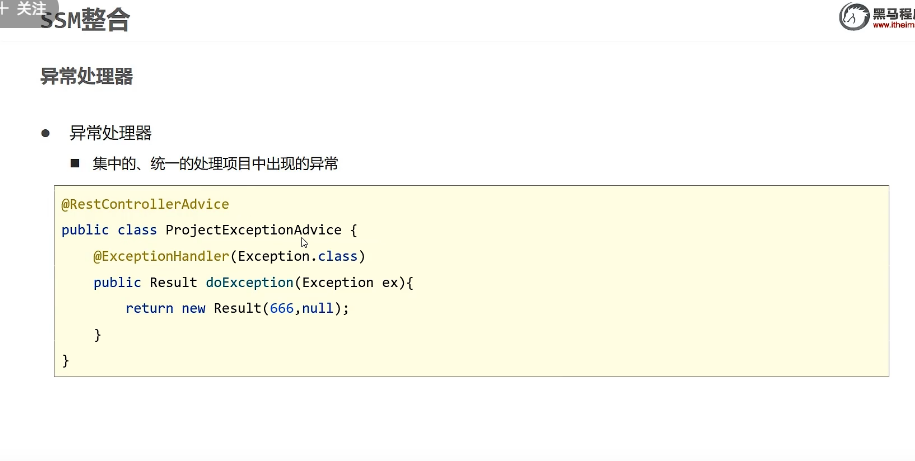 + 关注
SSM整合
黑马程
www.itheim
异常处理器
● 异常处理器
■ 集中的、统一的处理项目中出现的异常
@RestControllerAdvice
public class ProjectExceptionAdvice {
@ExceptionHandler(Exception.class)
public Result doException(Exception ex){
return new Result(666,null);
}
}